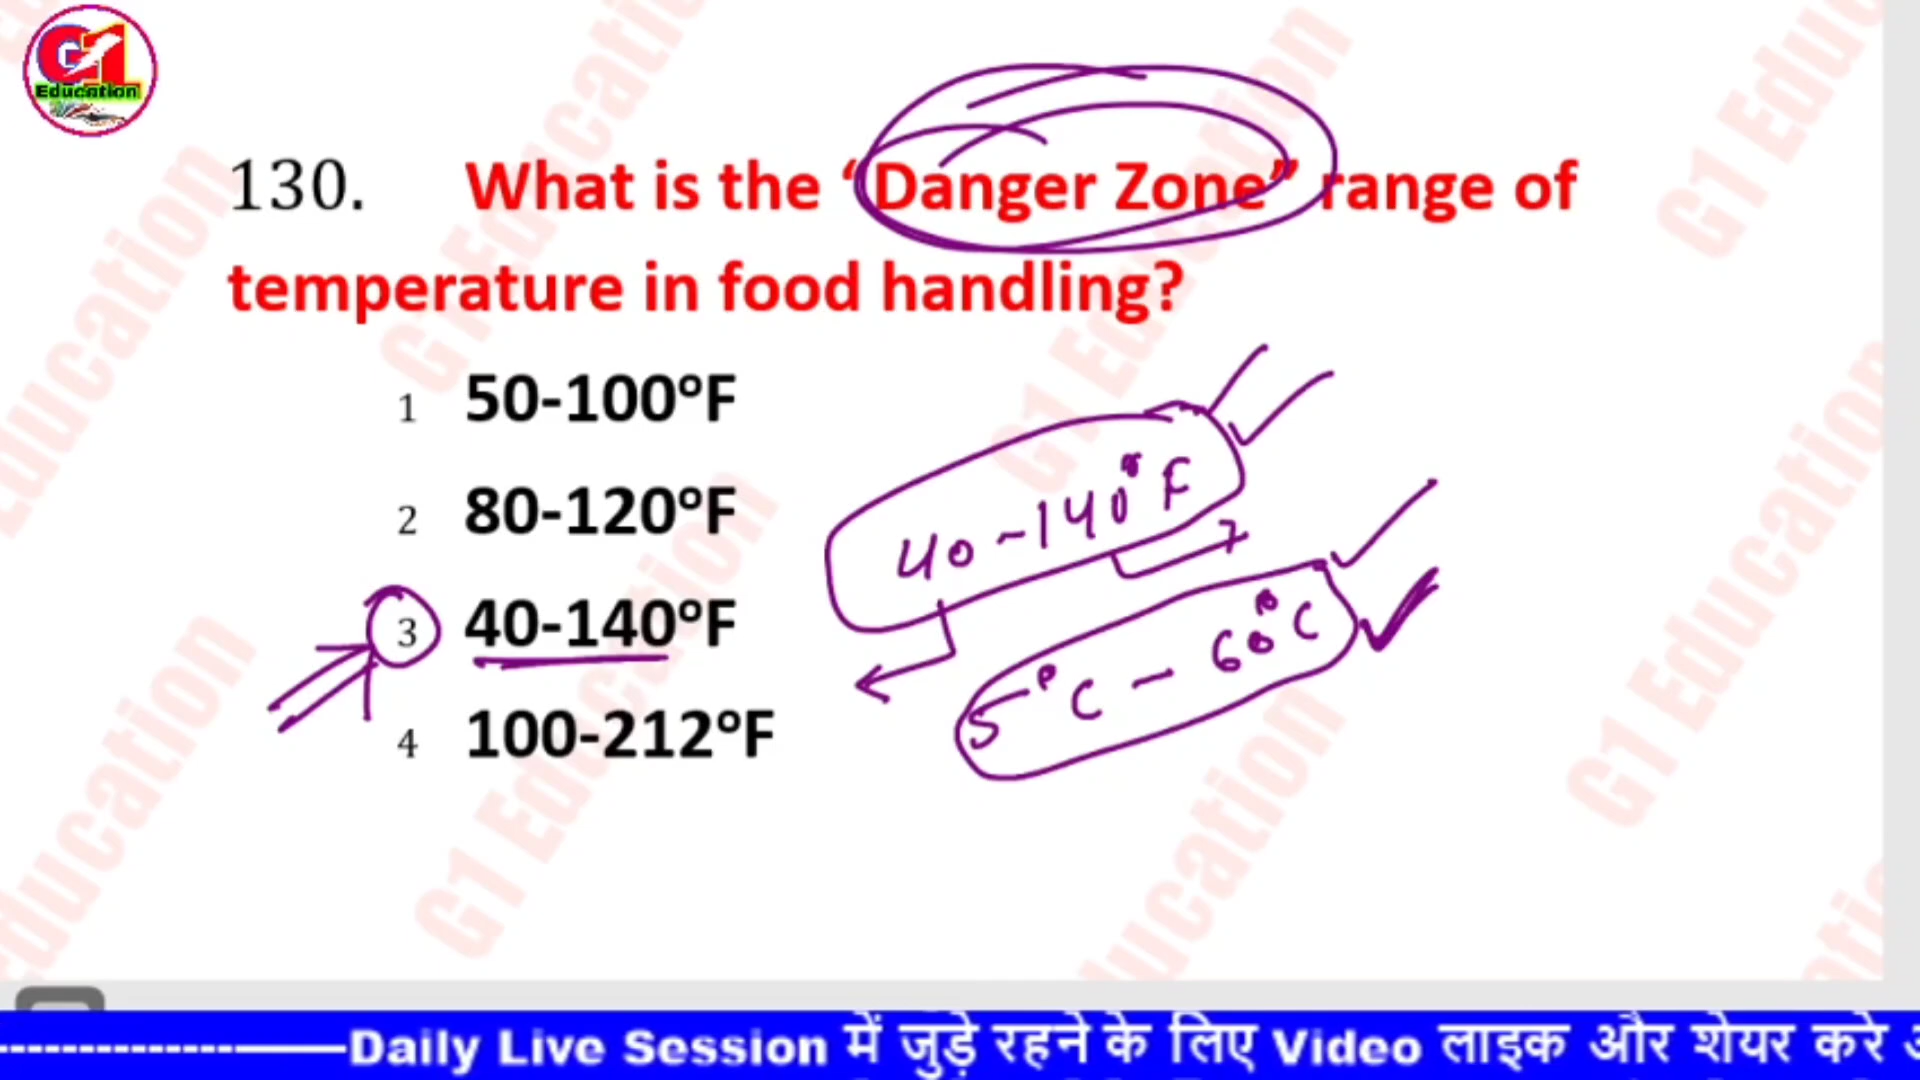 G1
Education
130. What is the “Danger Zone” range of
temperature in food handling?
1 50-100°F
2 80-120°F
3 40-140°F
4 100-212°F
40-140°F
5°C - 60°C
G1 Education
Daily Live Session में जुड़े रहने के लिए Video लाइक और शेयर करे